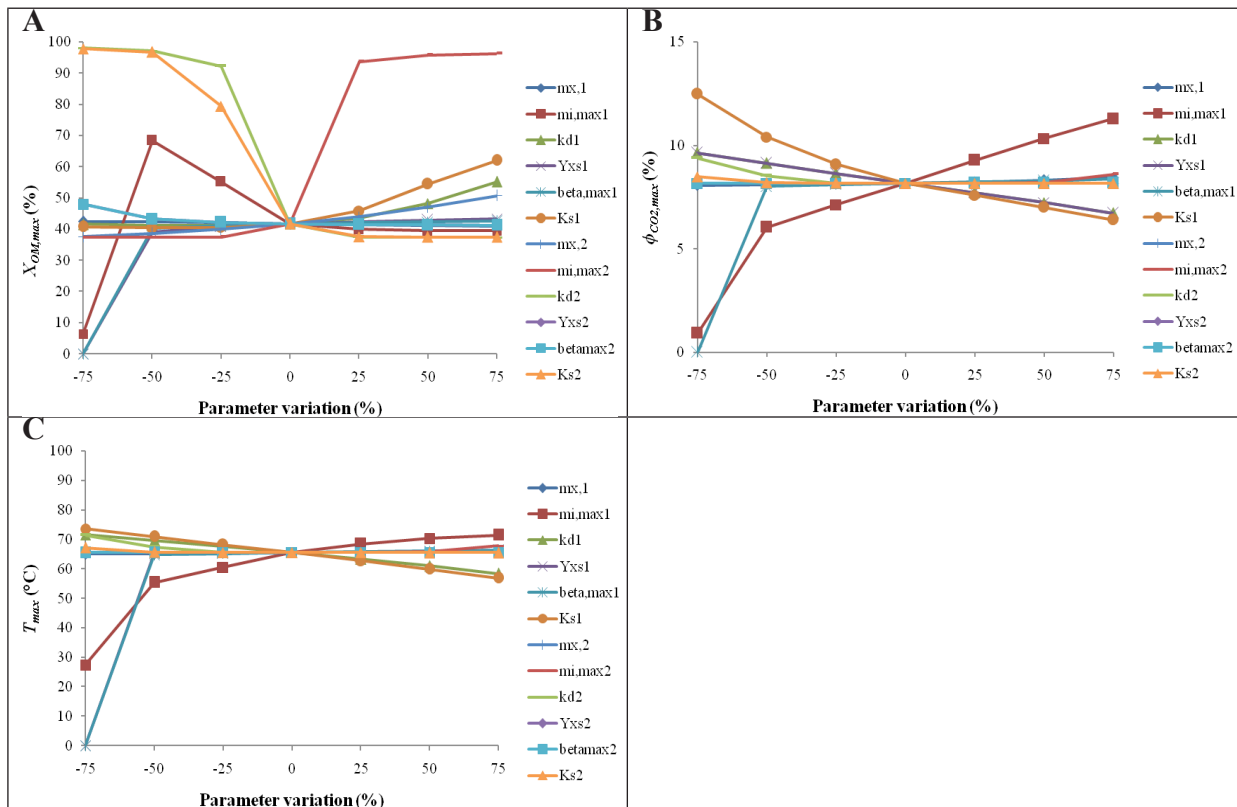 A
X_OM,max (%)
100
90
80
70
60
50
40
30
20
10
0
-75 -50 -25 0 25 50 75
Parameter variation (%)
mx,1
mi,max1
kd1
Yxs1
beta,max1
Ks1
mx,2
mi,max2
kd2
Yxs2
betamax2
Ks2
B
ϕ_CO2,max (%)
15
10
5
0
-75 -50 -25 0 25 50 75
Parameter variation (%)
mx,1
mi,max1
kd1
Yxs1
beta,max1
Ks1
mx,2
mi,max2
kd2
Yxs2
betamax2
Ks2
C
T_max (°C)
100
90
80
70
60
50
40
30
20
10
0
-75 -50 -25 0 25 50 75
Parameter variation (%)
mx,1
mi,max1
kd1
Yxs1
beta,max1
Ks1
mx,2
mi,max2
kd2
Yxs2
betamax2
Ks2